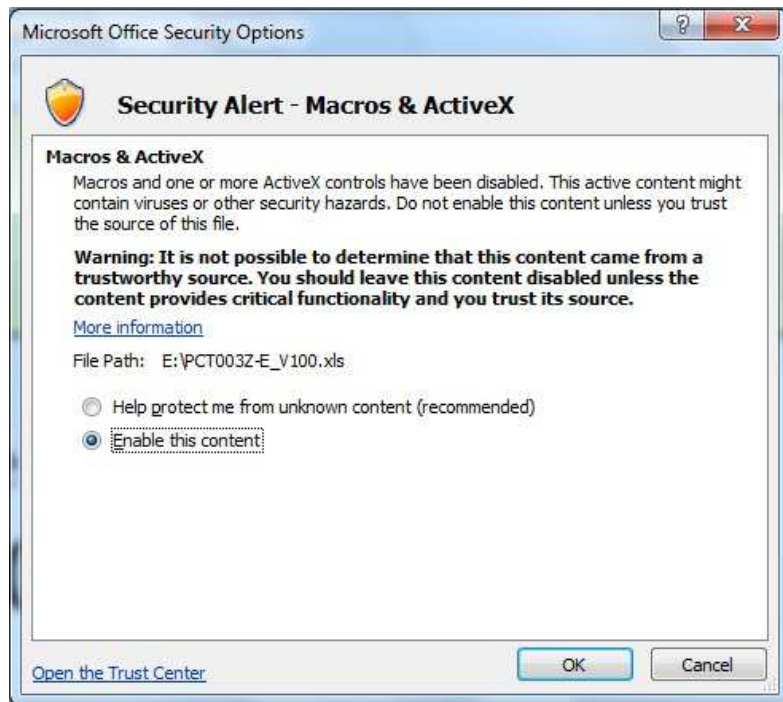 Microsoft Office Security Options
Security Alert - Macros & ActiveX
Macros & ActiveX
Macros and one or more ActiveX controls have been disabled. This active content might
contain viruses or other security hazards. Do not enable this content unless you trust
the source of this file.
Warning: It is not possible to determine that this content came from a
trustworthy source. You should leave this content disabled unless the
content provides critical functionality and you trust its source.
More information
File Path: E:\PCT003Z-E_V100.xls
Help protect me from unknown content (recommended)
Enable this content
Open the Trust Center
OK
Cancel